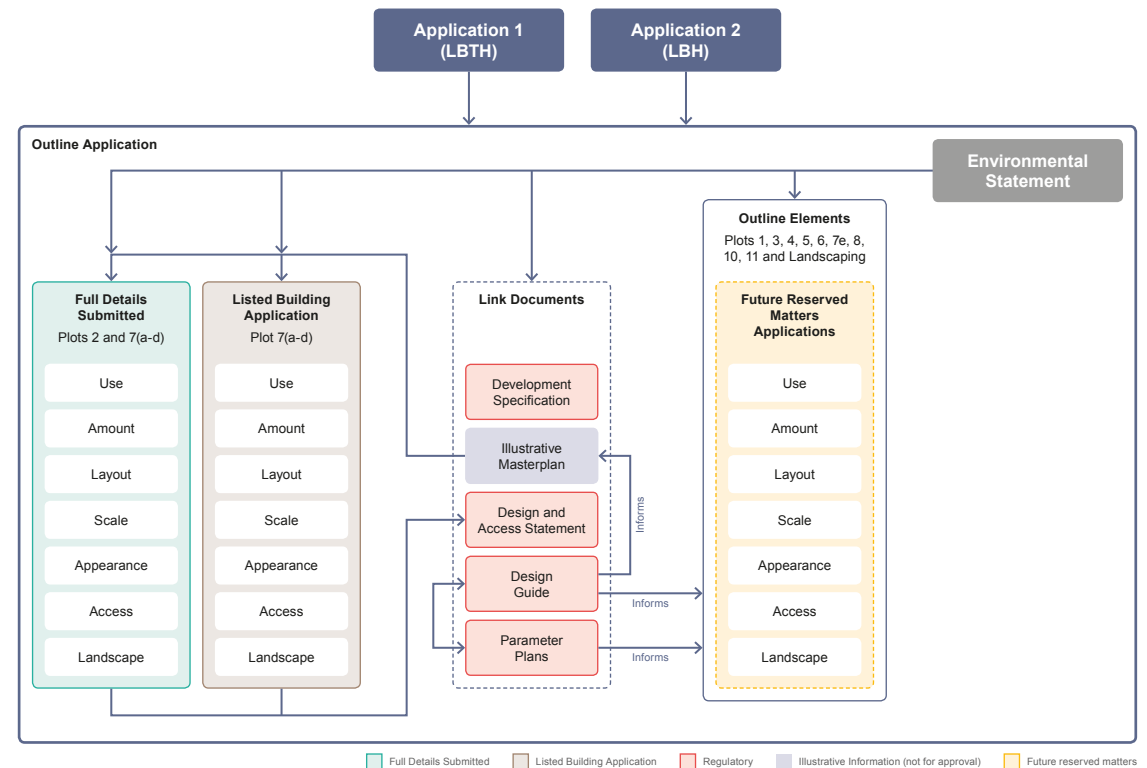 Application 1
(LBTH)
Application 2
(LBH)
Outline Application
Environmental
Statement
Outline Elements
Plots 1, 3, 4, 5, 6, 7e, 8,
10, 11 and Landscaping
Full Details
Submitted
Plots 2 and 7(a-d)
Use
Amount
Layout
Scale
Appearance
Access
Landscape
Listed Building
Application
Plot 7(a-d)
Use
Amount
Layout
Scale
Appearance
Access
Landscape
Link Documents
Development
Specification
Illustrative
Masterplan
Design and
Access Statement
Design
Guide
Parameter
Plans
Informs
Informs
Informs
Future Reserved
Matters
Applications
Use
Amount
Layout
Scale
Appearance
Access
Landscape
Full Details Submitted
Listed Building Application
Regulatory
Illustrative Information (not for approval)
Future reserved matters